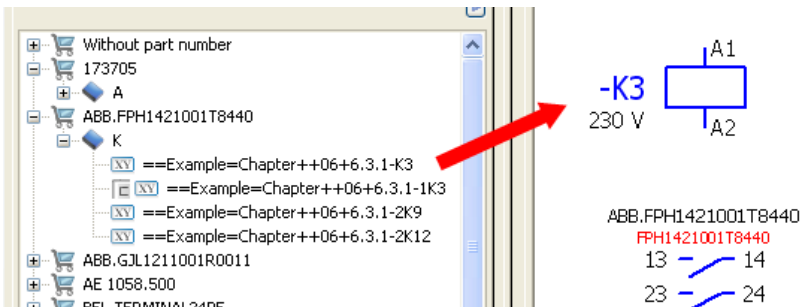 Without part number
173705
A
ABB.FPH1421001T8440
K
==Example=Chapter++06+6.3.1-K3
==Example=Chapter++06+6.3.1-1K3
==Example=Chapter++06+6.3.1-2K9
==Example=Chapter++06+6.3.1-2K12
ABB.GJL1211001R0011
AE 1058.500
A1
-K3
230 V
A2
ABB.FPH1421001T8440
FPH1421001T8440
13 14
23 24